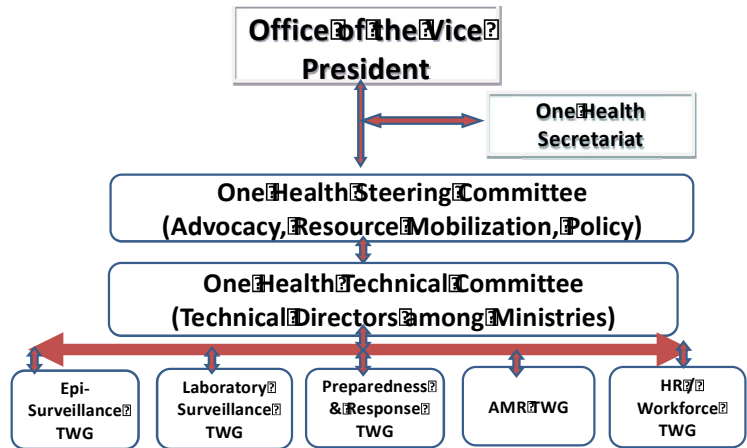 Office of the Vice
President
One Health
Secretariat
One Health Steering Committee
(Advocacy, Resource Mobilization, Policy)
One Health Technical Committee
(Technical Directors among Ministries)
Epi-
Surveillance
TWG
Laboratory
Surveillance
TWG
Preparedness
& Response
TWG
AMR TWG
HR /
Workforce
TWG